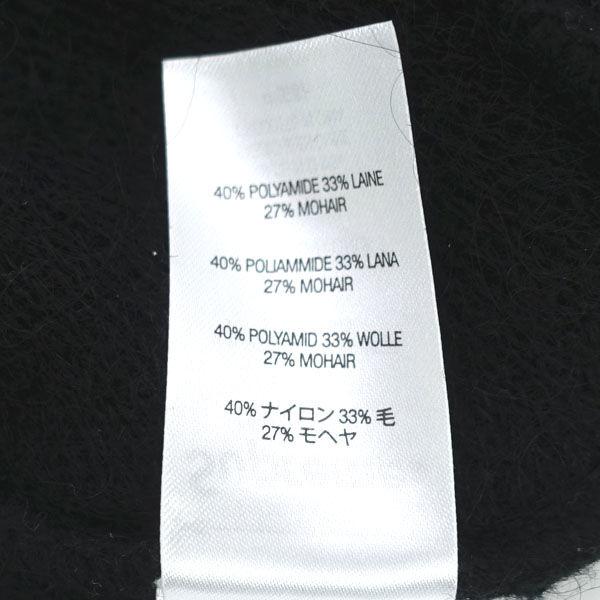 40% POLYAMIDE 33% LAINE
27% MOHAIR
40% POLIAMMIDE 33% LANA
27% MOHAIR
40% POLYAMID 33% WOLLE
27% MOHAIR
40% ナイロン 33% 毛
27% モヘヤ